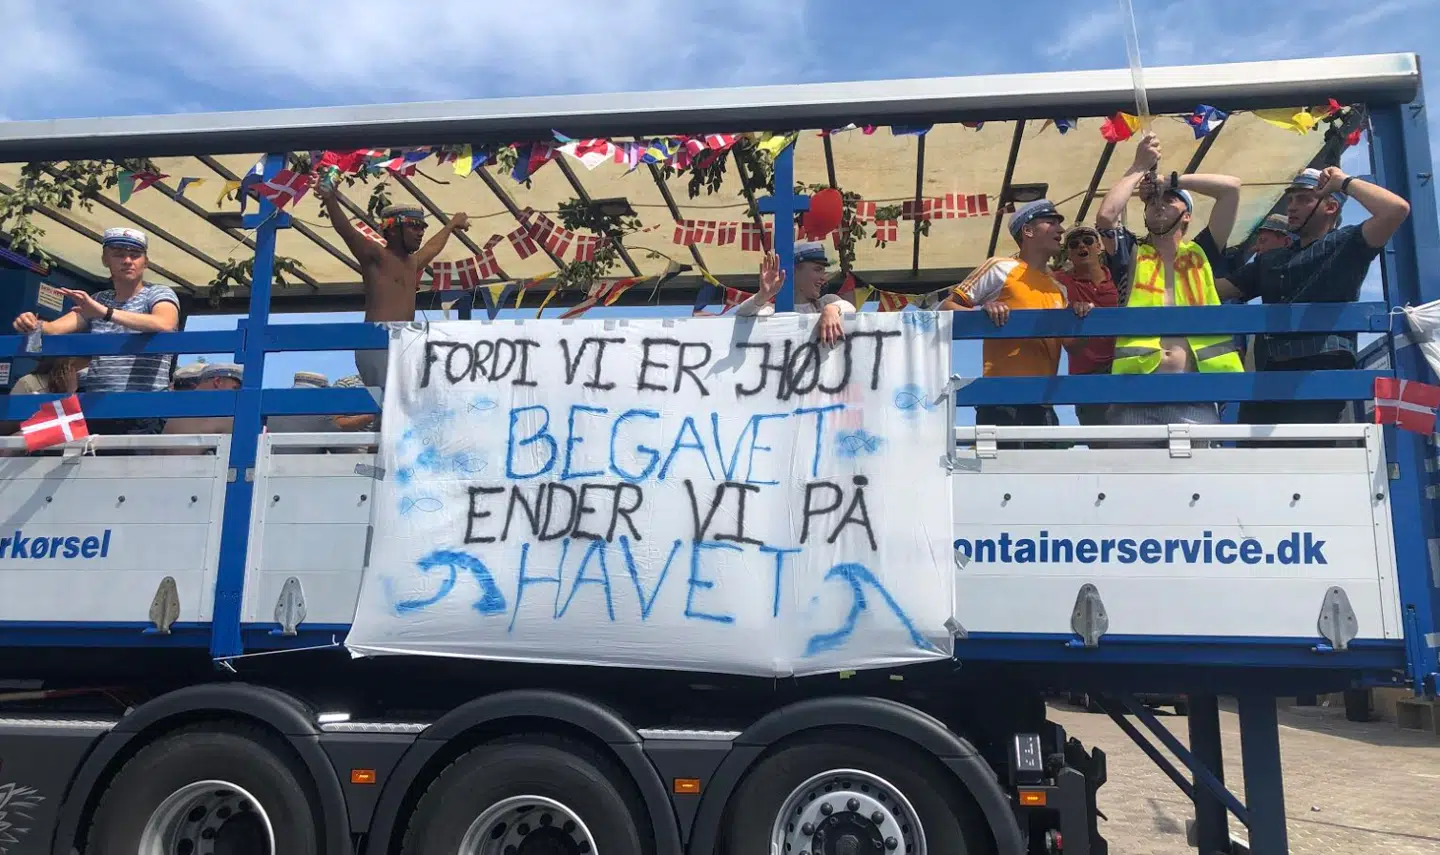 FORDI VI ER HØJT
BEGAVET
ENDER VI PÅ
HAVET
rkørsel
ontainerservice.dk